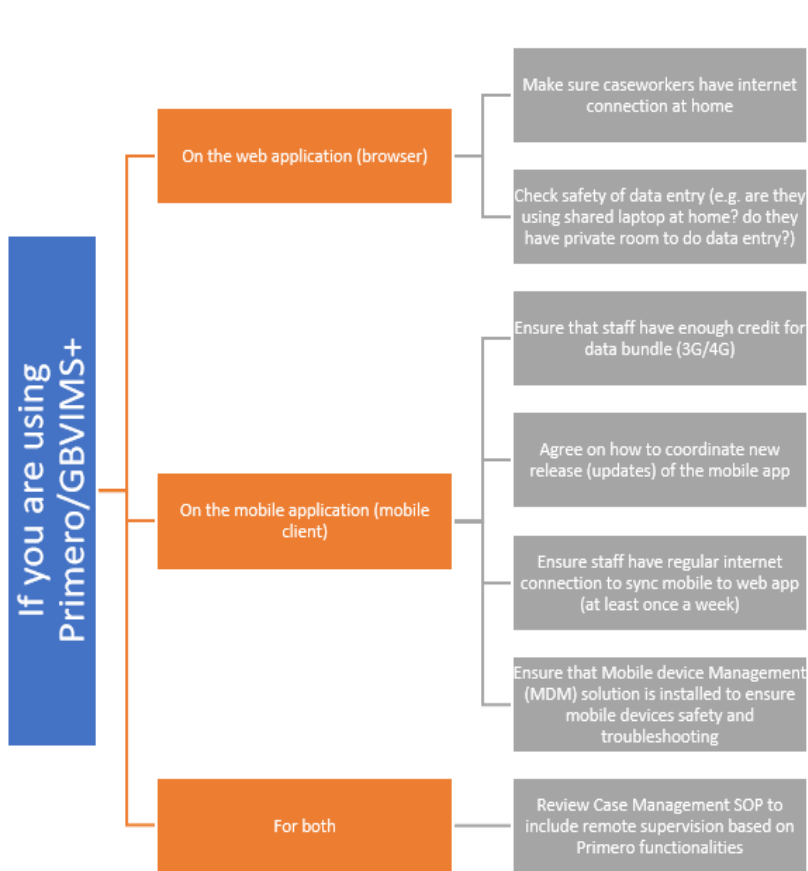 If you are using
Primero/GBVIMS+
On the web application (browser)
Make sure caseworkers have internet
connection at home
Check safety of data entry (e.g. are they
using shared laptop at home? do they
have private room to do data entry?)
On the mobile application (mobile
client)
Ensure that staff have enough credit for
data bundle (3G/4G)
Agree on how to coordinate new
release (updates) of the mobile app
Ensure staff have regular internet
connection to sync mobile to web app
(at least once a week)
Ensure that Mobile device Management
(MDM) solution is installed to ensure
mobile devices safety and
troubleshooting
For both
Review Case Management SOP to
include remote supervision based on
Primero functionalities